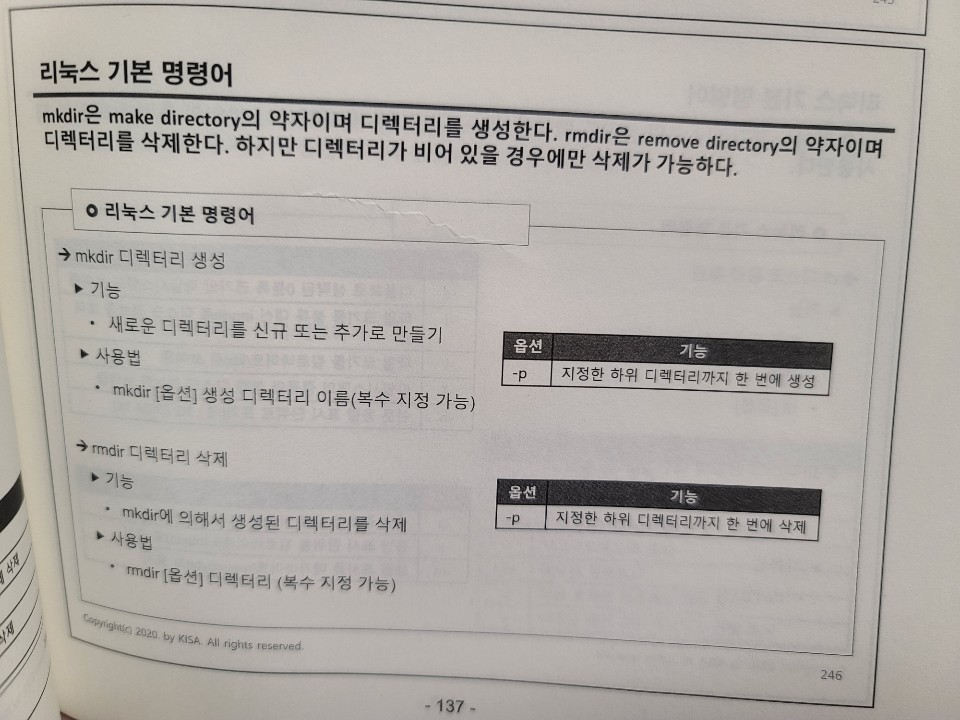 리눅스 기본 명령어
mkdir은 make directory의 약자이며 디렉터리를 생성한다. rmdir은 remove directory의 약자이며
디렉터리를 삭제한다. 하지만 디렉터리가 비어 있을 경우에만 삭제가 가능하다.
리눅스 기본 명령어
→ mkdir 디렉터리 생성
▶ 기능
• 새로운 디렉터리를 신규 또는 추가로 만들기
▶ 사용법
• mkdir [옵션] 생성 디렉터리 이름(복수 지정 가능)
옵션 기능
-p 지정한 하위 디렉터리까지 한 번에 생성
→ rmdir 디렉터리 삭제
▶ 기능
• mkdir에 의해서 생성된 디렉터리를 삭제
▶ 사용법
• rmdir [옵션] 디렉터리 (복수 지정 가능)
옵션 기능
-p 지정한 하위 디렉터리까지 한 번에 삭제
Copyright(c) 2020. by KISA. All rights reserved.
246
- 137 -